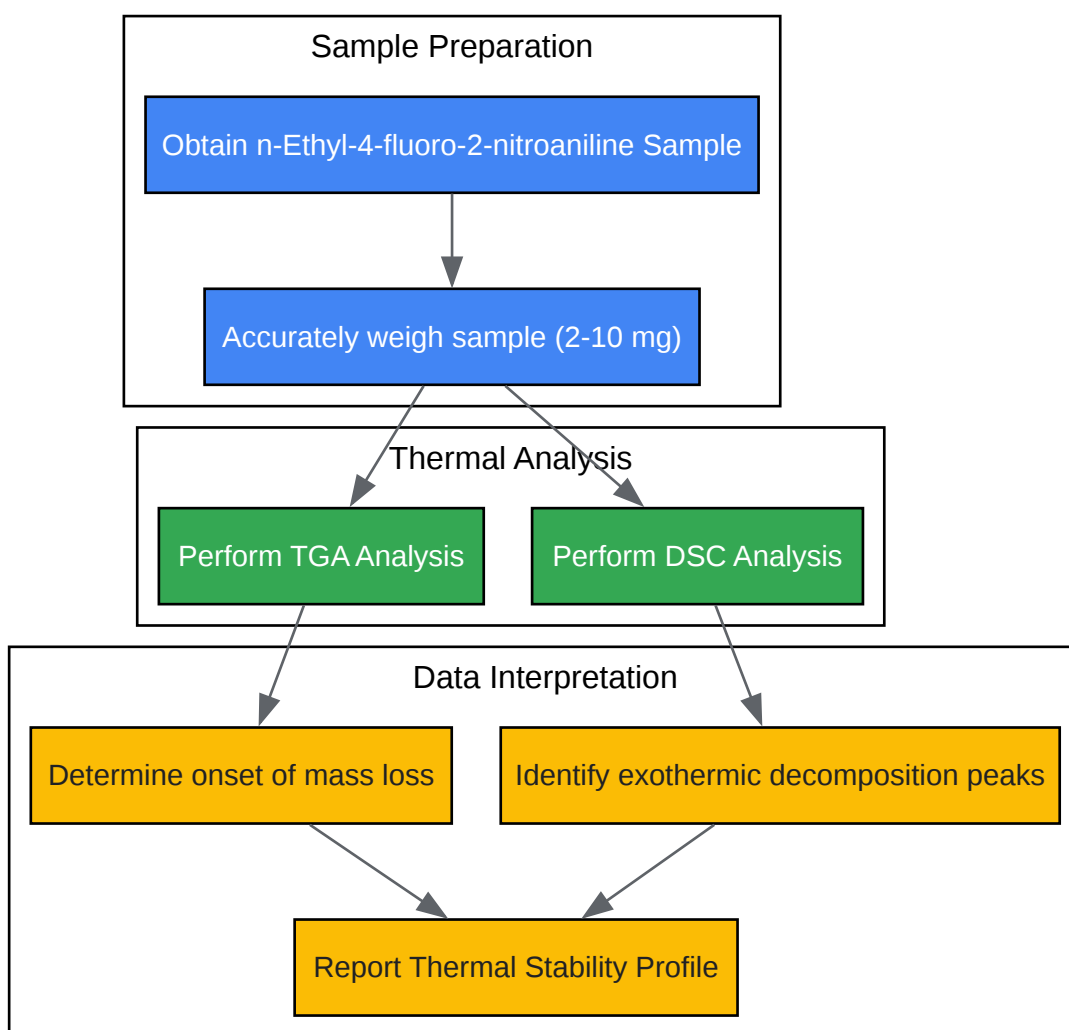 Sample Preparation
Obtain n-Ethyl-4-fluoro-2-nitroaniline Sample
Accurately weigh sample (2-10 mg)
Thermal Analysis
Perform TGA Analysis
Perform DSC Analysis
Data Interpretation
Determine onset of mass loss
Identify exothermic decomposition peaks
Report Thermal Stability Profile